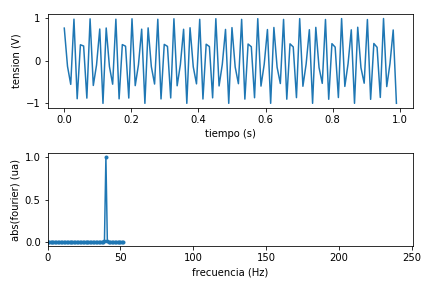 1
0
−1
tension (V)
0.0 0.2 0.4 0.6 0.8 1.0
tiempo (s)
1.0
0.5
0.0
abs(fourier) (ua)
0 50 100 150 200 250
frecuencia (Hz)